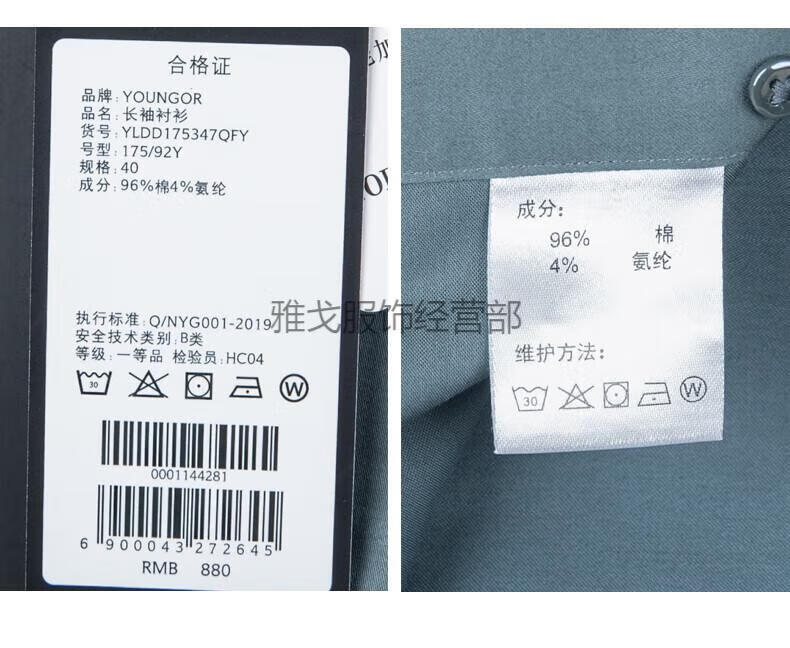 合格证
品牌: YOUNGOR
品名: 长袖衬衫
货号: YLDD175347QFY
号型: 175/92Y
规格: 40
成分: 96%棉4%氨纶
执行标准: Q/NYG001-2019
安全技术类别: B类
等级: 一等品 检验员: HC04
30
W
0001144281
6 900043 272645
RMB 880
成分:
96% 棉
4% 氨纶
维护方法:
30
W
雅戈服饰经营部